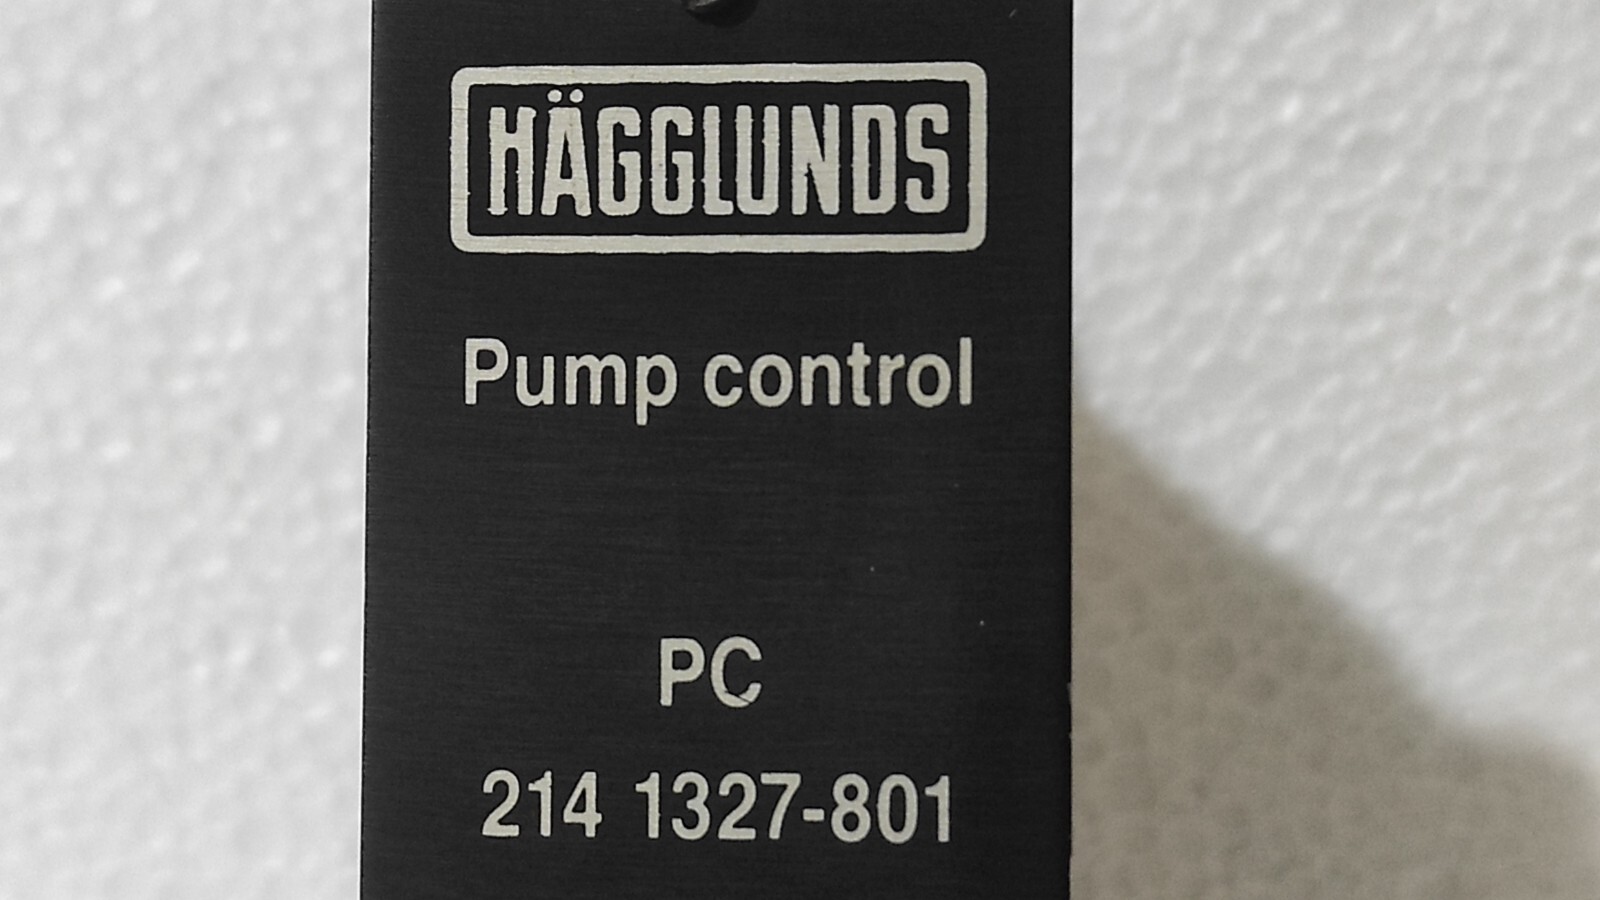 HÄGGLUNDS
Pump control
PC
214 1327-801